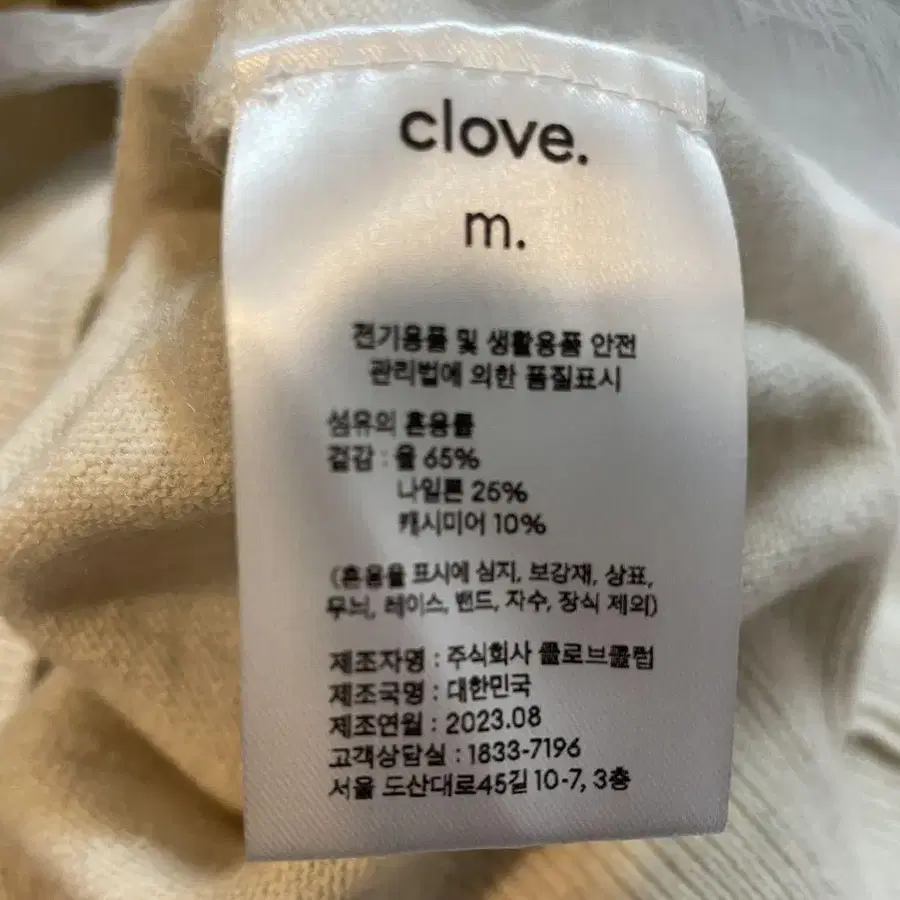 clove.
m.
전기용품 및 생활용품 안전
관리법에 의한 품질표시
섬유의 혼용률
겉감 : 울 65%
나일론 25%
캐시미어 10%
(혼용율 표시에 심지, 보강재, 상표,
무늬, 레이스, 밴드, 자수, 장식 제외)
제조자명 : 주식회사 클로브클럽
제조국명 : 대한민국
제조연월 : 2023.08
고객상담실 : 1833-7196
서울 도산대로45길 10-7, 3층